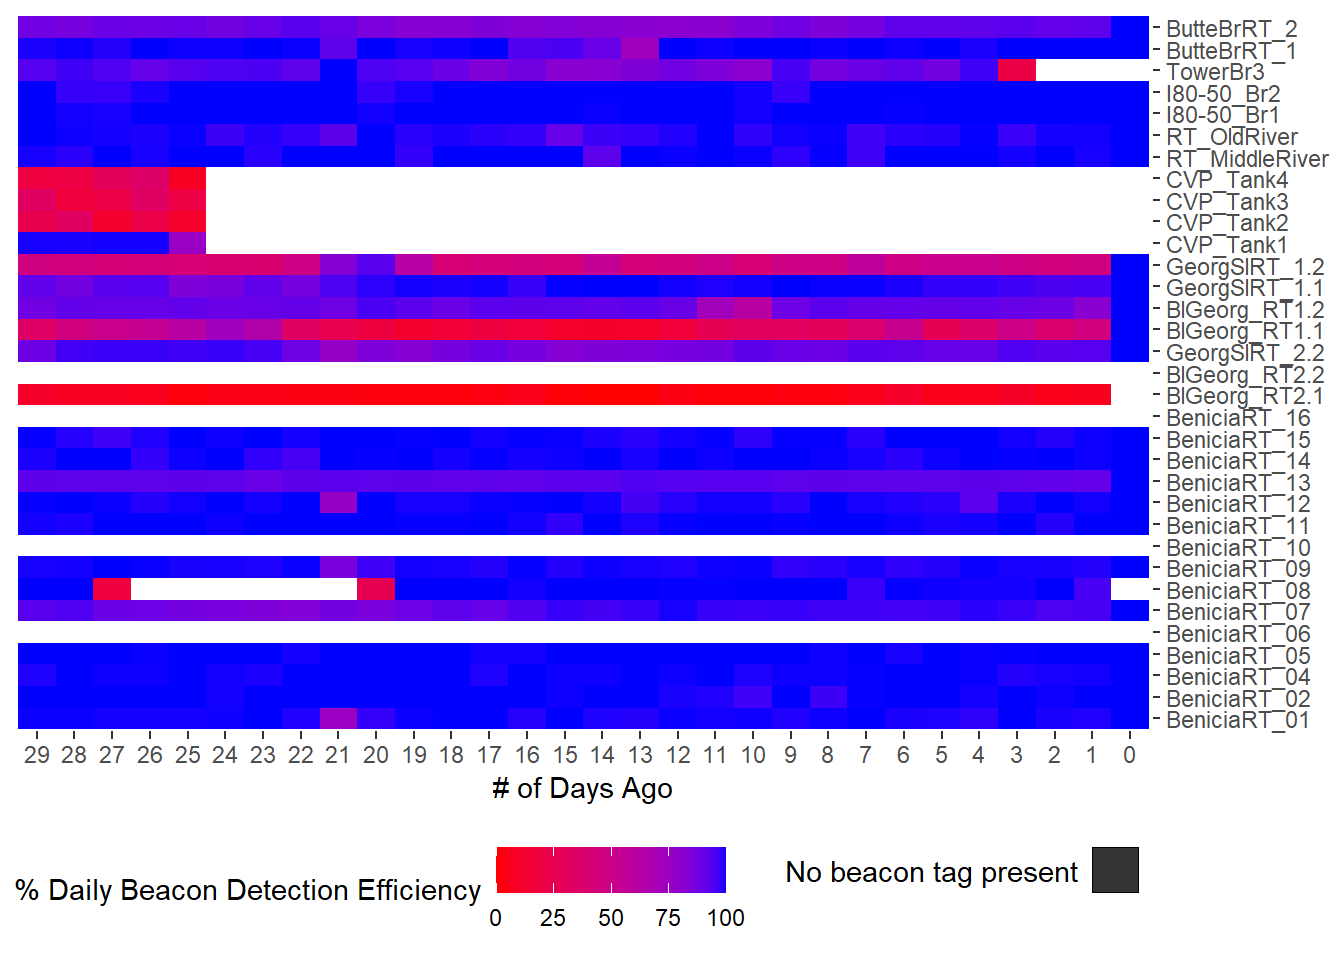 ButteBrRT_2
ButteBrRT_1
TowerBr3
I80-50_Br2
I80-50_Br1
RT_OldRiver
RT_MiddleRiver
CVP_Tank4
CVP_Tank3
CVP_Tank2
CVP_Tank1
GeorgSlRT_1.2
GeorgSlRT_1.1
BlGeorg_RT1.2
BlGeorg_RT1.1
GeorgSlRT_2.2
BlGeorg_RT2.2
BlGeorg_RT2.1
BeniciaRT_16
BeniciaRT_15
BeniciaRT_14
BeniciaRT_13
BeniciaRT_12
BeniciaRT_11
BeniciaRT_10
BeniciaRT_09
BeniciaRT_08
BeniciaRT_07
BeniciaRT_06
BeniciaRT_05
BeniciaRT_04
BeniciaRT_02
BeniciaRT_01
29 28 27 26 25 24 23 22 21 20 19 18 17 16 15 14 13 12 11 10 9 8 7 6 5 4 3 2 1 0
# of Days Ago
% Daily Beacon Detection Efficiency
0 25 50 75 100
No beacon tag present